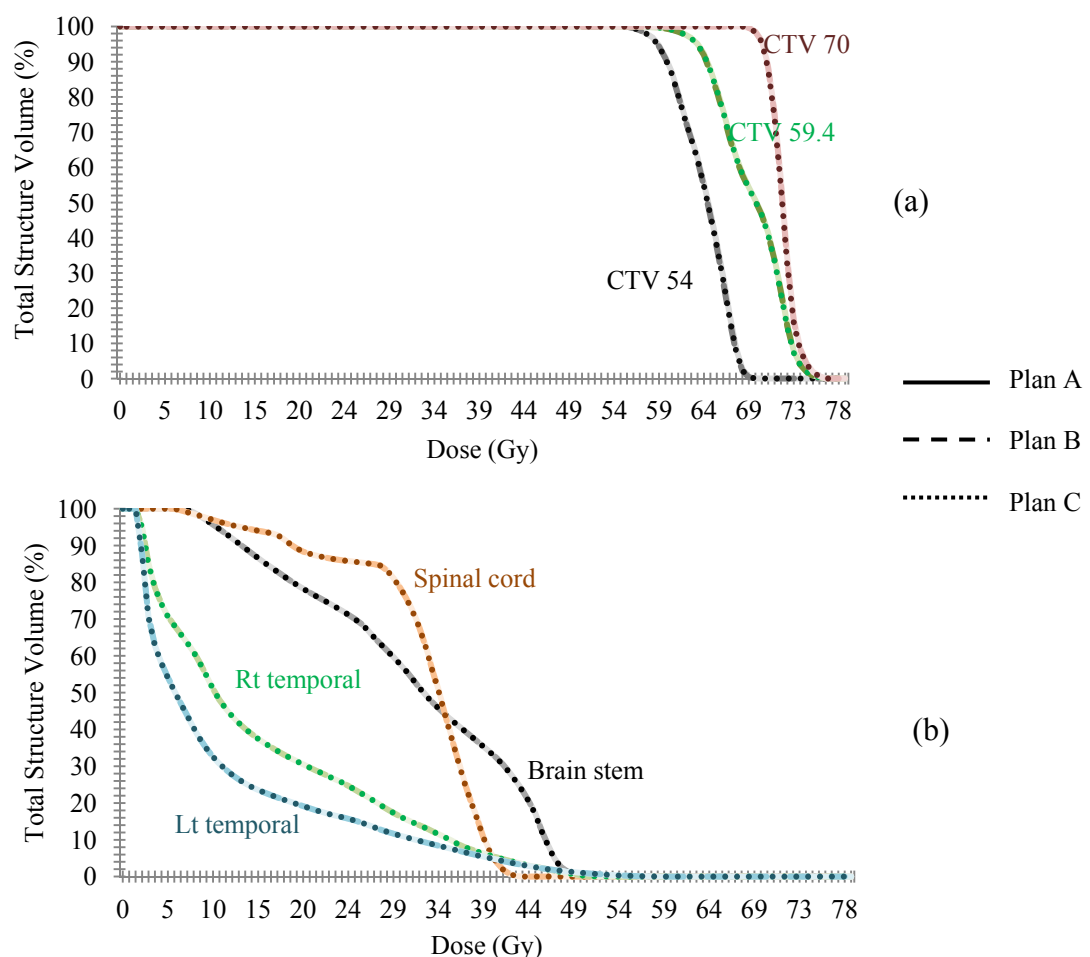 100
90
80
70
60
50
40
30
20
10
0
Total Structure Volume (%)
CTV 70
CTV 59.4
CTV 54
0 5 10 15 20 24 29 34 39 44 49 54 59 64 69 73 78
Dose (Gy)
(a)
Plan A
Plan B
Plan C
100
90
80
70
60
50
40
30
20
10
0
Total Structure Volume (%)
Spinal cord
Rt temporal
Brain stem
Lt temporal
0 5 10 15 20 24 29 34 39 44 49 54 59 64 69 73 78
Dose (Gy)
(b)